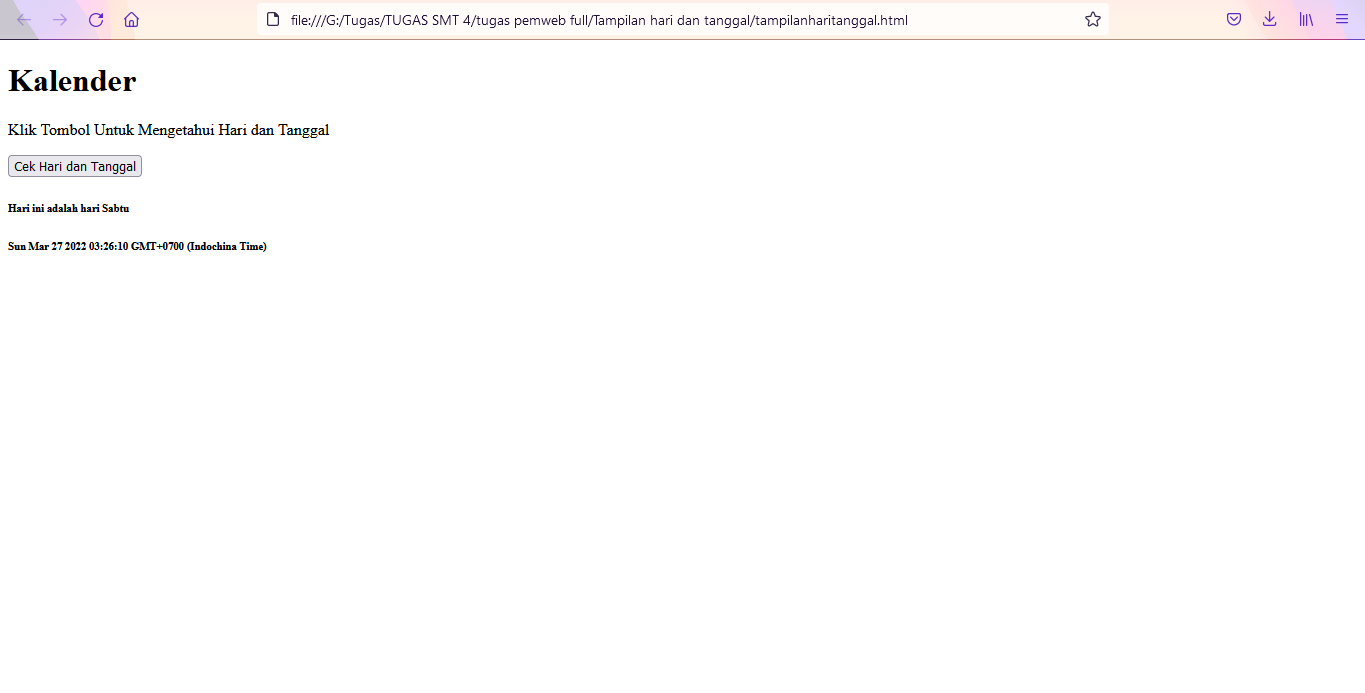 file:///G:/Tugas/TUGAS SMT 4/tugas pemweb full/Tampilan hari dan tanggal/tampilanharitanggal.html
Kalender
Klik Tombol Untuk Mengetahui Hari dan Tanggal
Cek Hari dan Tanggal
Hari ini adalah hari Sabtu
Sun Mar 27 2022 03:26:10 GMT+0700 (Indochina Time)